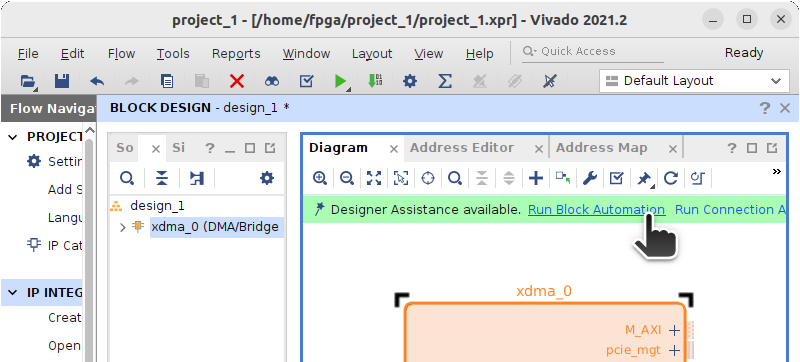 project_1 - [/home/fpga/project_1/project_1.xpr] - Vivado 2021.2
File Edit Flow Tools Reports Window Layout View Help Quick Access Ready
Default Layout
Flow Navigat
BLOCK DESIGN - design_1 *
PROJECT
Settin
Add S
Langu
IP Cat
IP INTEG
Creat
Open
So Si
design_1
xdma_0 (DMA/Bridge
Diagram Address Editor Address Map
Designer Assistance available. Run Block Automation Run Connection A
xdma_0
M_AXI
pcie_mgt